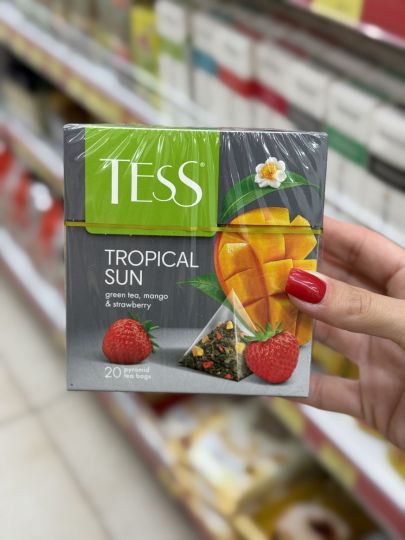 TESS®
TROPICAL
SUN
green tea, mango
& strawberry
20 pyramid
tea bags